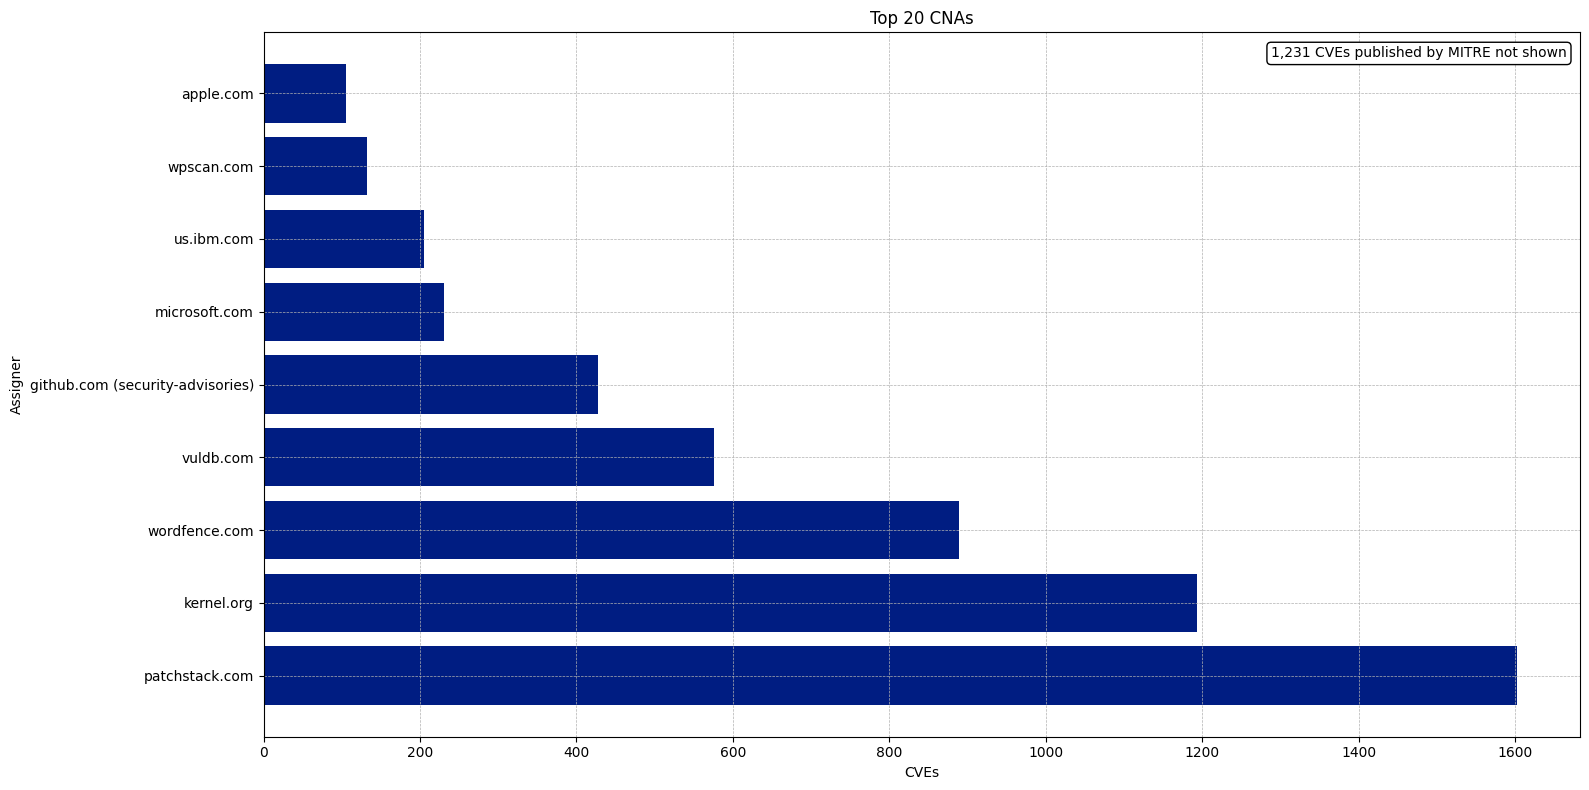 Top 20 CNAs
1,231 CVEs published by MITRE not shown
apple.com
wpscan.com
us.ibm.com
microsoft.com
Assigner
github.com (security-advisories)
vuldb.com
wordfence.com
kernel.org
patchstack.com
0 200 400 600 800 1000 1200 1400 1600
CVEs